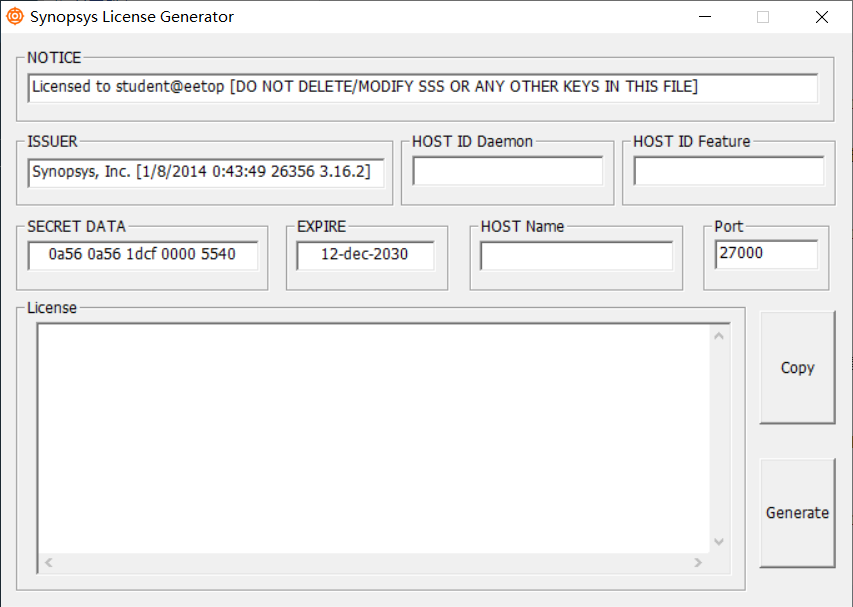 Synopsys License Generator
NOTICE
Licensed to student@eetop [DO NOT DELETE/MODIFY SSS OR ANY OTHER KEYS IN THIS FILE]
ISSUER
Synopsys, Inc. [1/8/2014 0:43:49 26356 3.16.2]
HOST ID Daemon
HOST ID Feature
SECRET DATA
0a56 0a56 1dcf 0000 5540
EXPIRE
12-dec-2030
HOST Name
Port
27000
License
Copy
Generate